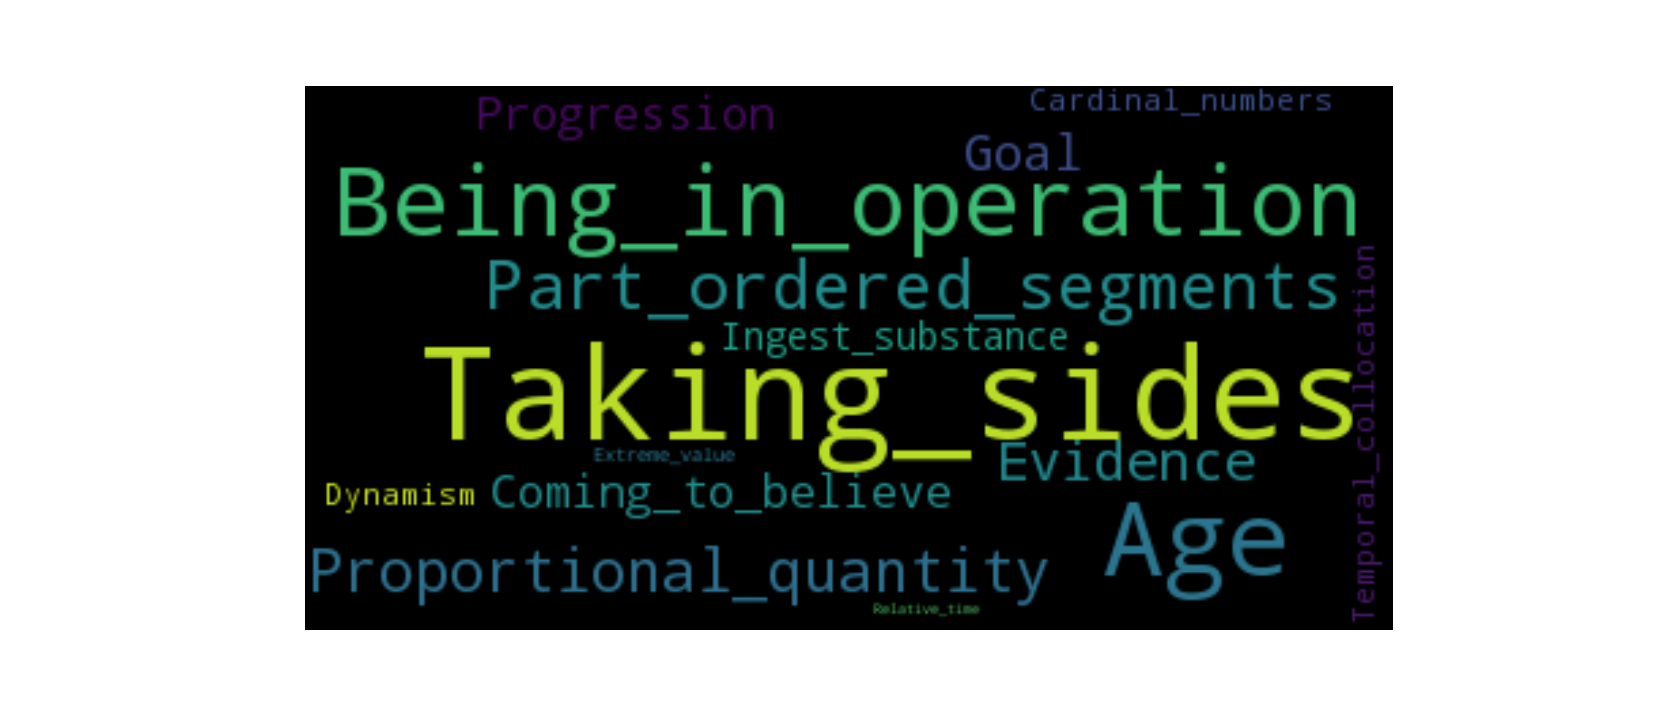 Cardinal_numbers
Progression
Goal
Being_in_operation
Part_ordered_segments
Ingest_substance
Taking_sides
Temporal_collocation
Extreme_value
Evidence
Dynamism
Coming_to_believe
Age
Proportional_quantity
Relative_time